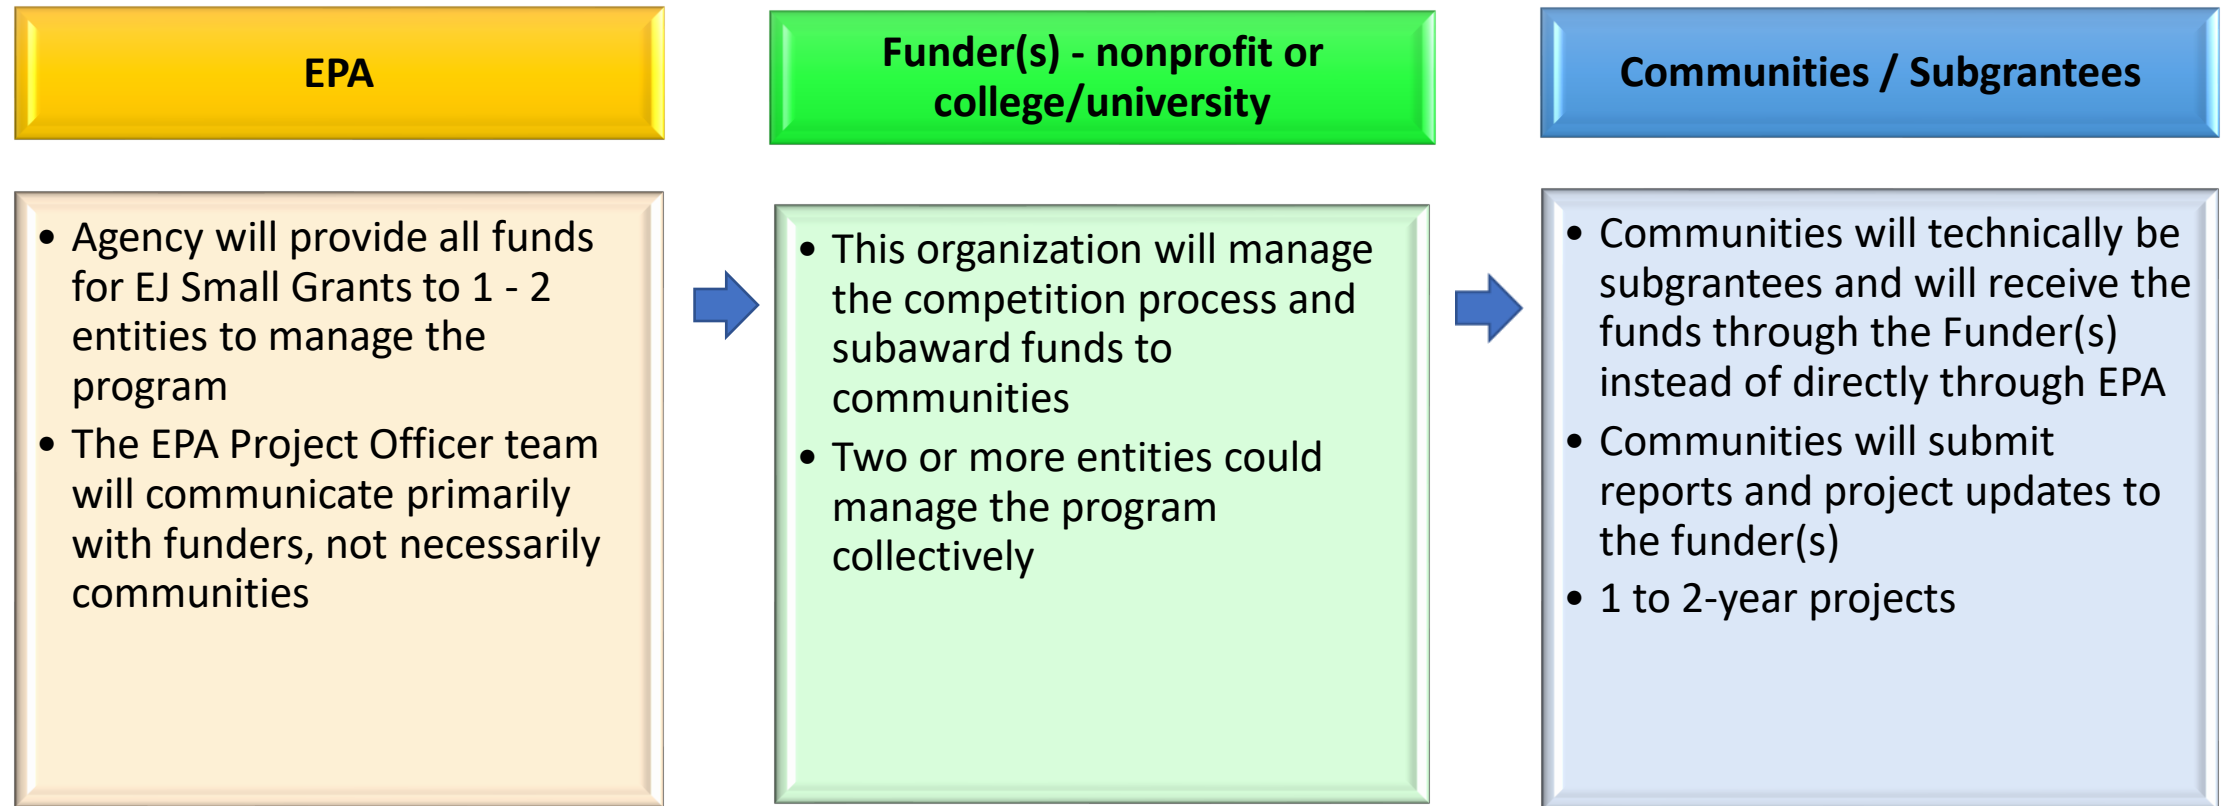 EPA
Funder(s) - nonprofit or
college/university
Communities / Subgrantees
• Agency will provide all funds
for EJ Small Grants to 1 - 2
entities to manage the
program
• The EPA Project Officer team
will communicate primarily
with funders, not necessarily
communities
• This organization will manage
the competition process and
subaward funds to
communities
• Two or more entities could
manage the program
collectively
• Communities will technically be
subgrantees and will receive the
funds through the Funder(s)
instead of directly through EPA
• Communities will submit
reports and project updates to
the funder(s)
• 1 to 2-year projects